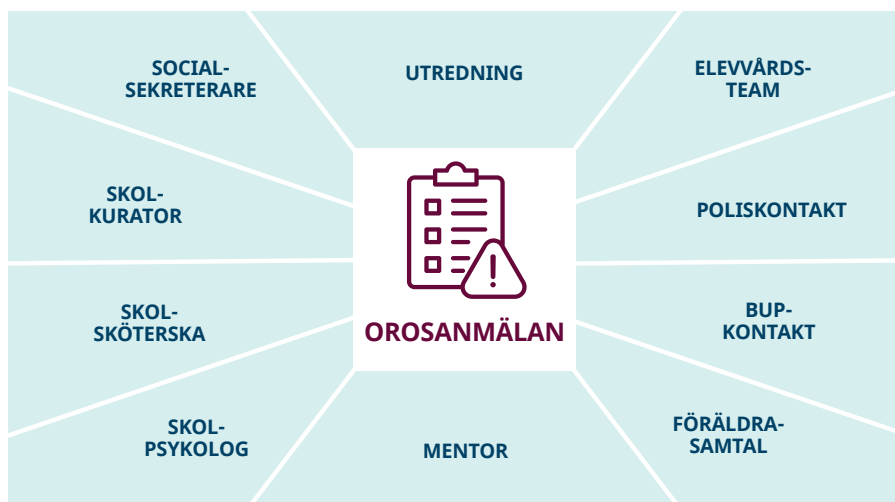 SOCIAL-
SEKRETERARE
UTREDNING
ELEVVÅRDS-
TEAM
SKOL-
KURATOR
POLISKONTAKT
OROSANMÄLAN
SKOL-
SKÖTERSKA
BUP-
KONTAKT
SKOL-
PSYKOLOG
MENTOR
FÖRÄLDRA-
SAMTAL